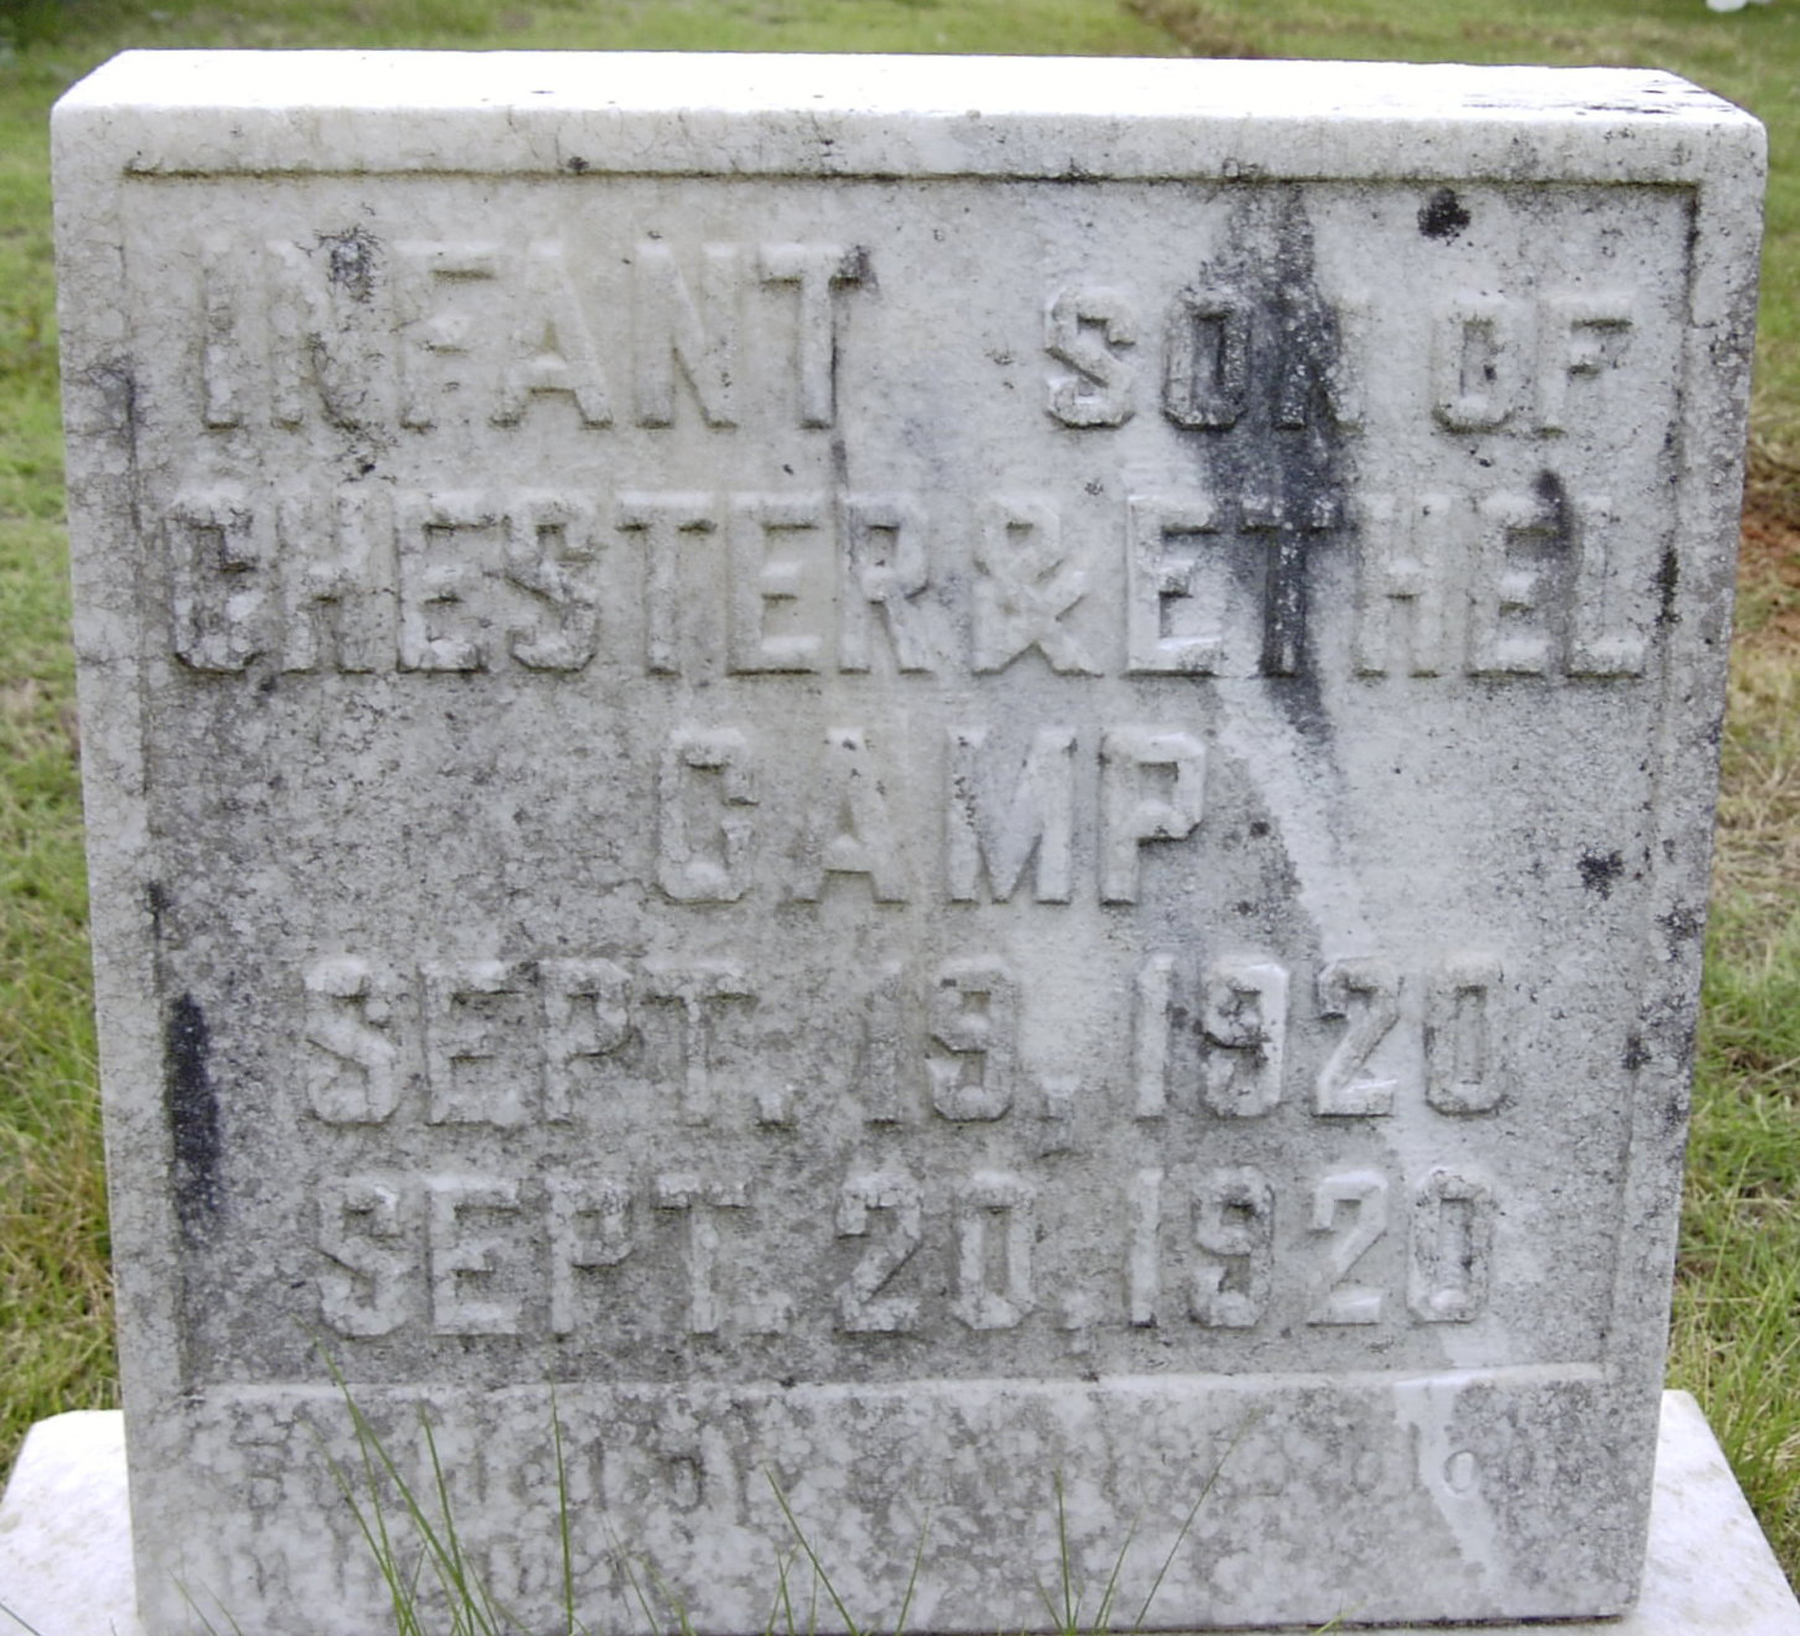 INFANT SON OF
CHESTER & ETHEL
CAMP
SEPT. 19, 1920
SEPT. 20, 1920